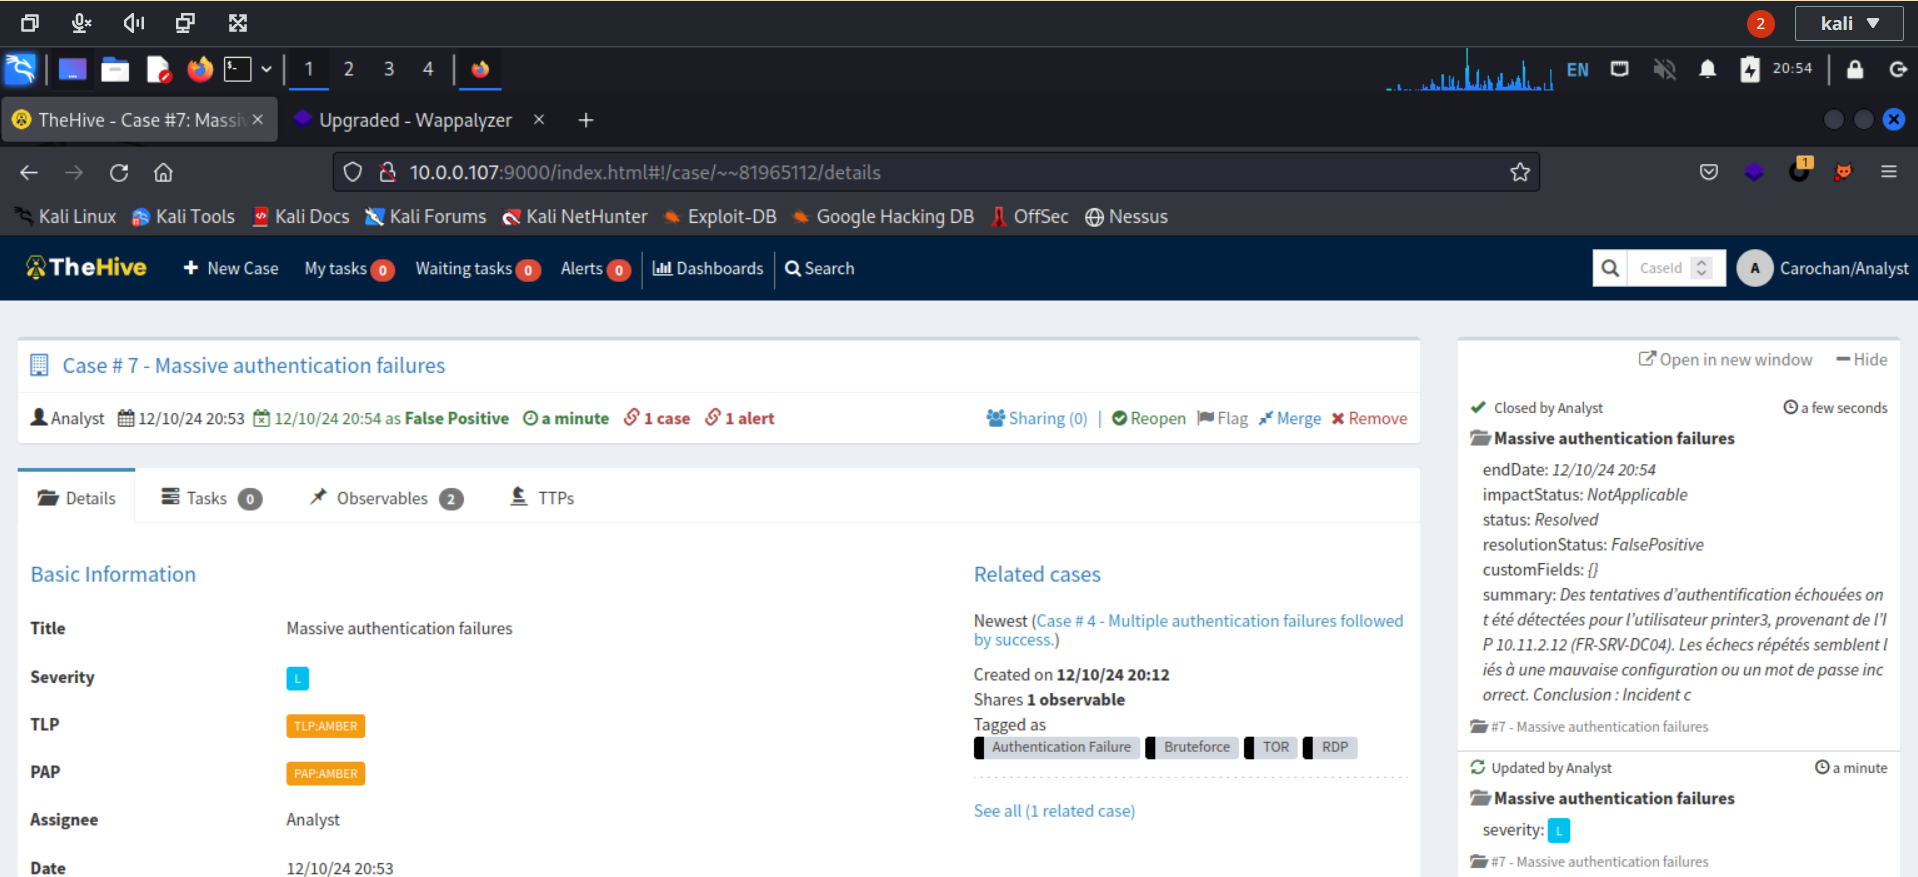 2
kali
1 2 3 4
EN
20:54
TheHive - Case #7: Massiv
Upgraded - Wappalyzer
10.0.0.107:9000/index.html#!/case/~~81965112/details
1
Kali Linux Kali Tools Kali Docs Kali Forums Kali NetHunter Exploit-DB Google Hacking DB OffSec Nessus
TheHive + New Case My tasks 0 Waiting tasks 0 Alerts 0 Dashboards Search CaseId A Carochan/Analyst
Case # 7 - Massive authentication failures
Analyst 12/10/24 20:53 12/10/24 20:54 as False Positive a minute 1 case 1 alert
Sharing (0) | Reopen Flag Merge Remove
Details Tasks 0 Observables 2 TTPs
Basic Information
Title Massive authentication failures
Severity L
TLP TLP:AMBER
PAP PAP:AMBER
Assignee Analyst
Date 12/10/24 20:53
Related cases
Newest (Case # 4 - Multiple authentication failures followed
by success.)
Created on 12/10/24 20:12
Shares 1 observable
Tagged as
Authentication Failure Bruteforce TOR RDP
See all (1 related case)
Open in new window Hide
Closed by Analyst a few seconds
Massive authentication failures
endDate: 12/10/24 20:54
impactStatus: NotApplicable
status: Resolved
resolutionStatus: FalsePositive
customFields: {}
summary: Des tentatives d'authentification échouées on
t été détectées pour l'utilisateur printer3, provenant de l'I
P 10.11.2.12 (FR-SRV-DC04). Les échecs répétés semblent l
iés à une mauvaise configuration ou un mot de passe inc
orrect. Conclusion : Incident c
#7 - Massive authentication failures
Updated by Analyst a minute
Massive authentication failures
severity: L
#7 - Massive authentication failures